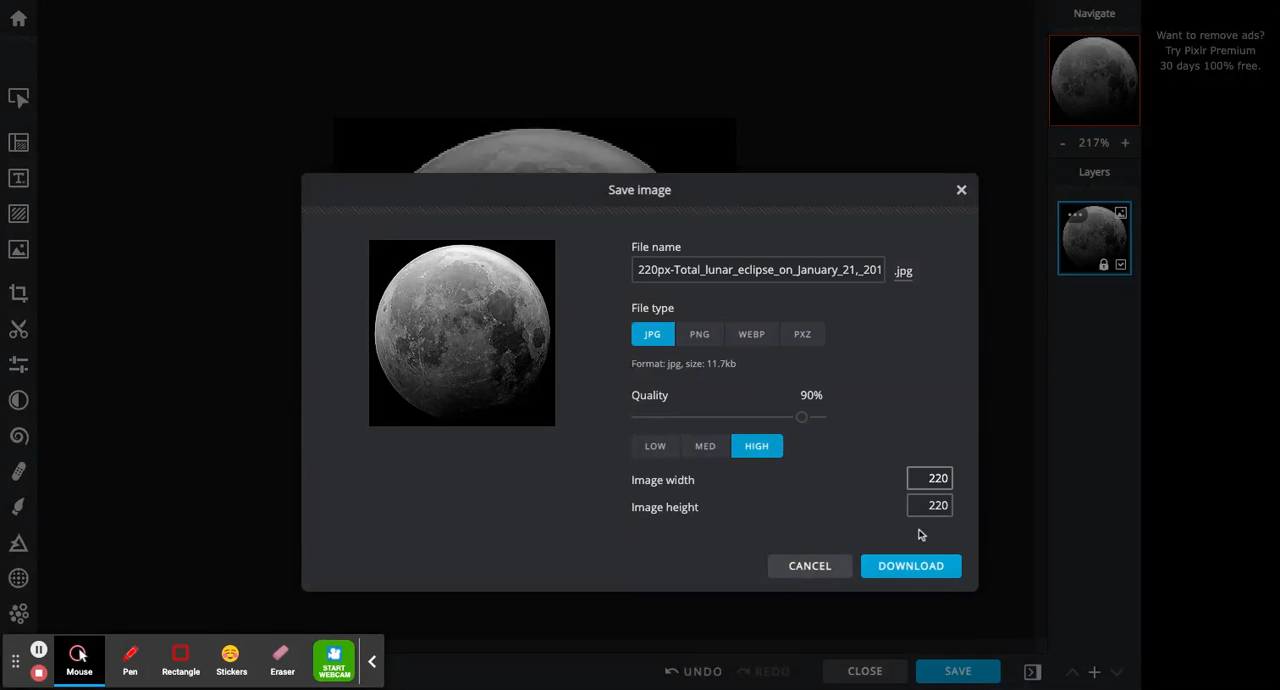 Navigate
Want to remove ads?
Try Pixlr Premium
30 days 100% free.
- 217% +
Layers
Save image
File name
220px-Total_lunar_eclipse_on_January_21,_201
.jpg
File type
JPG PNG WEBP PXZ
Format: jpg, size: 11.7kb
Quality 90%
LOW MED HIGH
Image width 220
Image height 220
CANCEL DOWNLOAD
Mouse Pen Rectangle Stickers Eraser START WEBCAM
UNDO REDO CLOSE SAVE